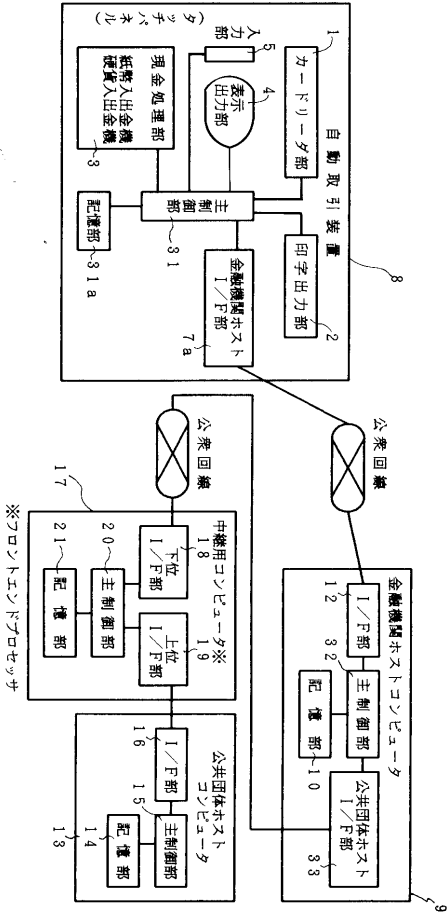 自動取引装置
8
1
カードリーダ部
印字出力部
2
4
表示
出力部
入力部
(タッチパネル)
5
主制御部
31
金融機関ホスト
I/F部
7a
現金処理部
紙幣入出金機
硬貨入出金機
3
記憶部
31a
公衆回線
9
金融機関ホストコンピュータ
12
I/F部
32
主制御部
記憶部
10
公共団体ホスト
I/F部
33
公衆回線
17
中継用コンピュータ※
18
下位
I/F部
19
上位
I/F部
20
主制御部
21
記憶部
※フロントエンドプロセッサ
公共団体ホスト
コンピュータ
16
I/F部
15
主制御部
14
記憶部
13